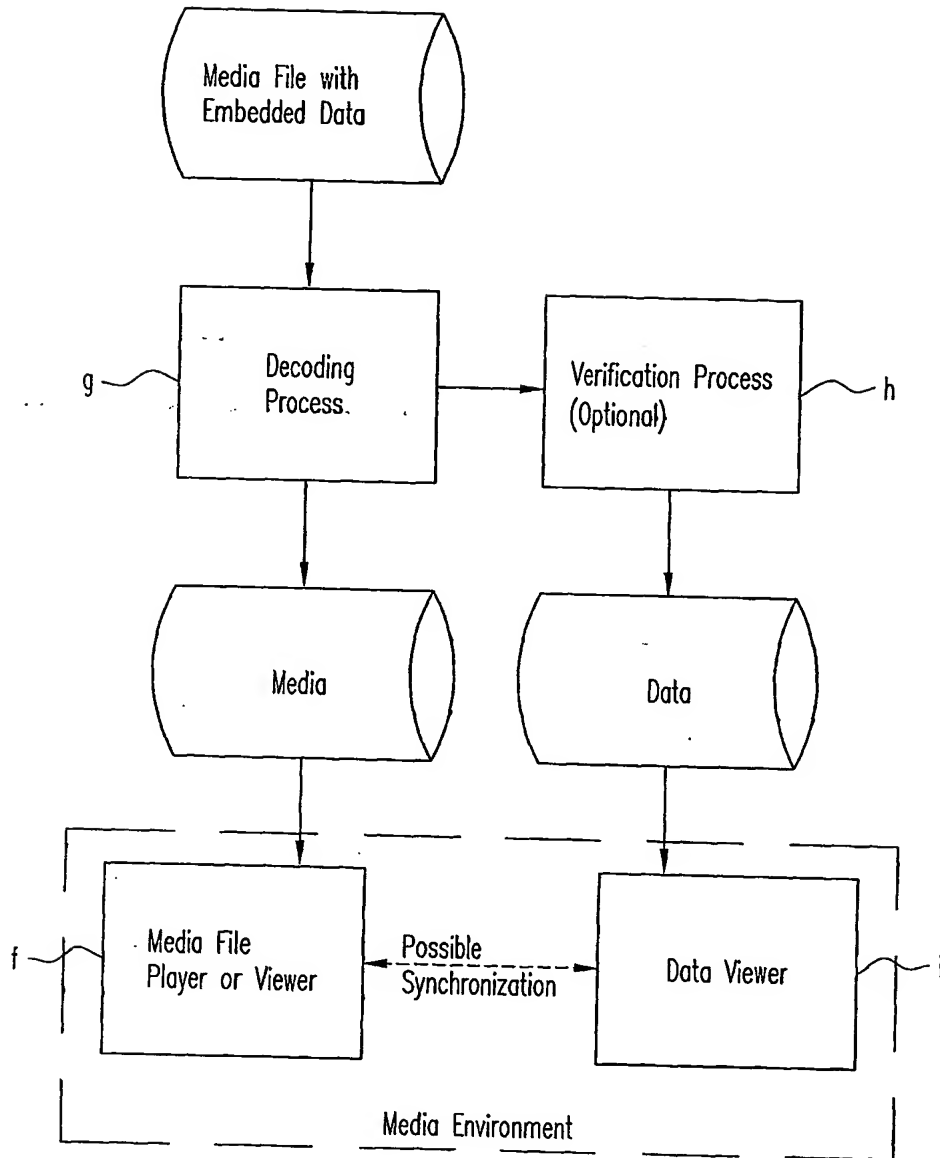 Media File with
Embedded Data
g
Decoding
Process
Verification Process
(Optional)
h
Media
Data
f
Media File
Player or Viewer
Possible
Synchronization
Data Viewer
Media Environment